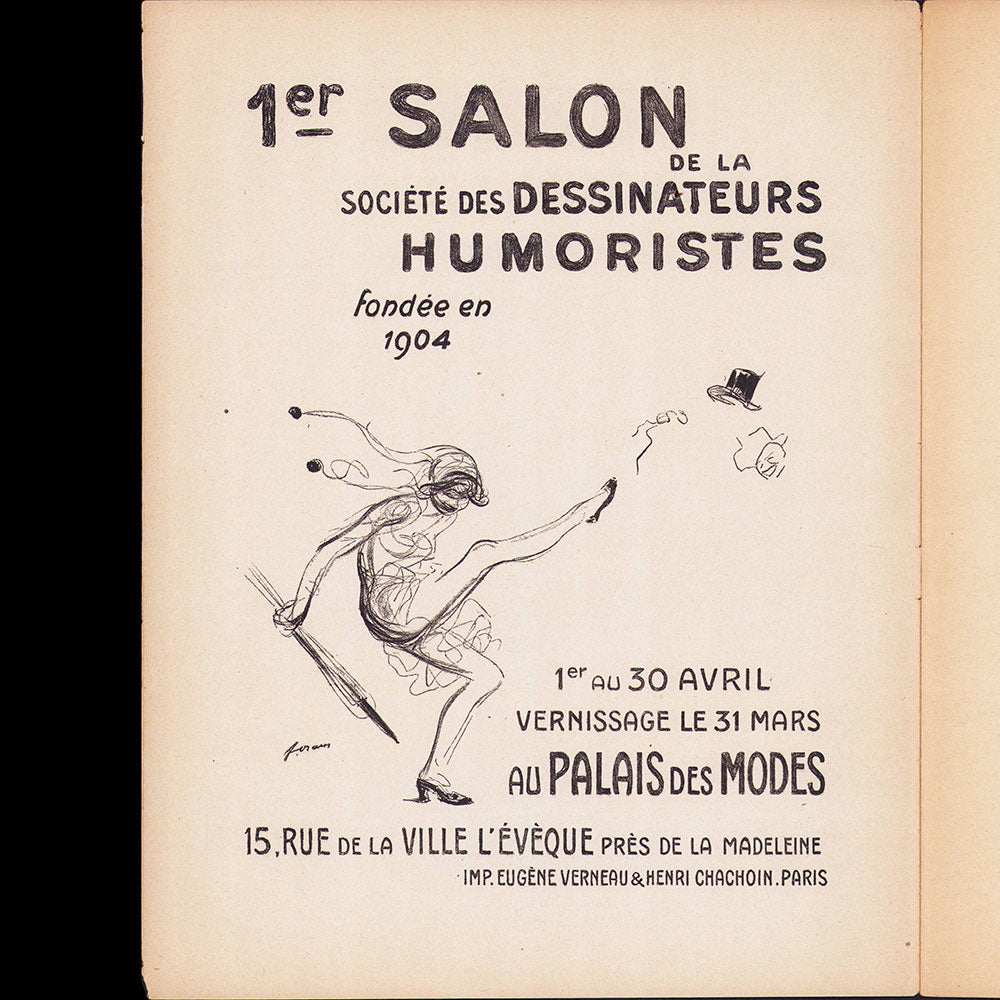 1er SALON
DE LA
SOCIÉTÉ DES DESSINATEURS
HUMORISTES
fondée en
1904
forain
1er AU 30 AVRIL
VERNISSAGE LE 31 MARS
AU PALAIS DES MODES
15, RUE DE LA VILLE L'ÉVÈQUE PRÈS DE LA MADELEINE
IMP. EUGÈNE VERNEAU & HENRI CHACHOIN. PARIS